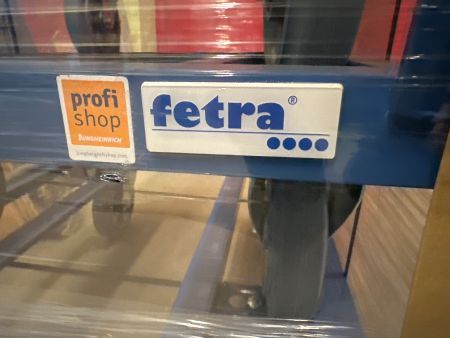 profi
shop
JUNGHEINRICH
fetra®